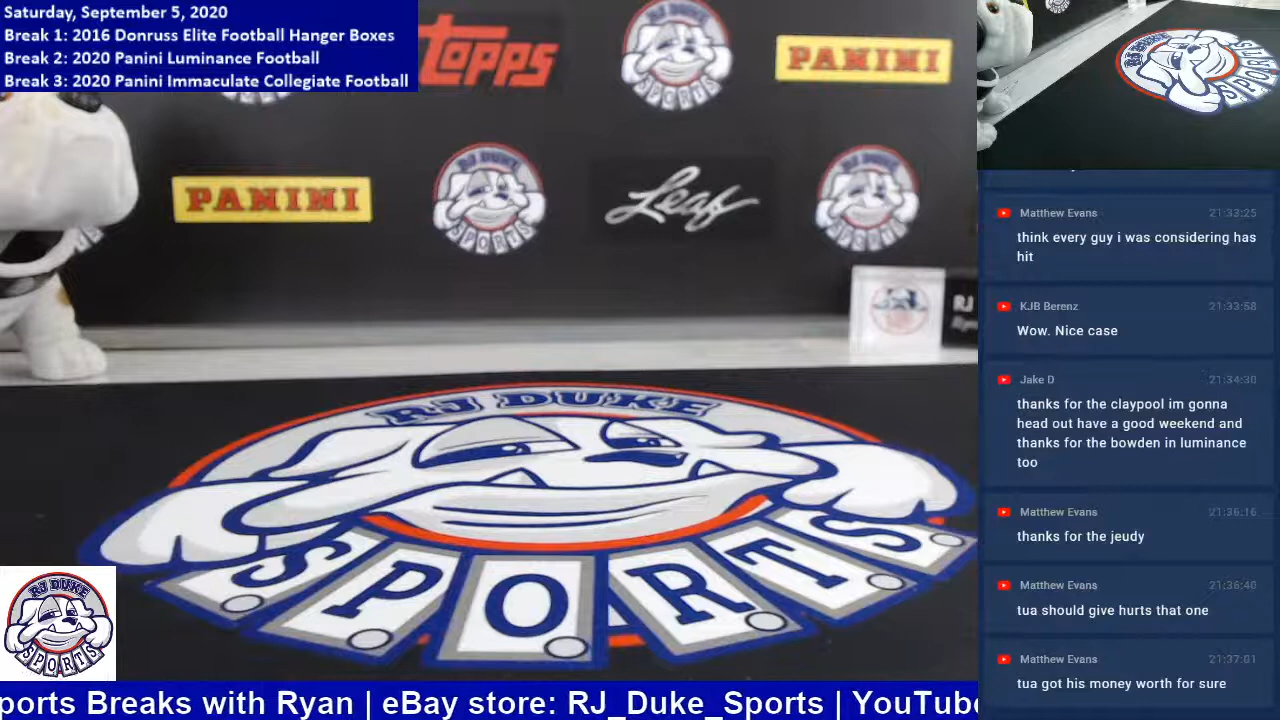 Saturday, September 5, 2020
Break 1: 2016 Donruss Elite Football Hanger Boxes
Break 2: 2020 Panini Luminance Football
Break 3: 2020 Panini Immaculate Collegiate Football
TOPPS
SPORTS
PANINI
PANINI
RJ DUKE
SPORTS
Leaf
RJ DUKE
SPORTS
RJ
RJ DUKE
SPORTS
RJ DUKE
SPORTS
SPORTS
Matthew Evans 21:33:25
think every guy i was considering has
hit
KJB Berenz 21:33:58
Wow. Nice case
Jake D 21:34:30
thanks for the claypool im gonna
head out have a good weekend and
thanks for the bowden in luminance
too
Matthew Evans 21:36:16
thanks for the jeudy
Matthew Evans 21:36:40
tua should give hurts that one
Matthew Evans 21:37:01
tua got his money worth for sure
ports Breaks with Ryan | eBay store: RJ_Duke_Sports | YouTube